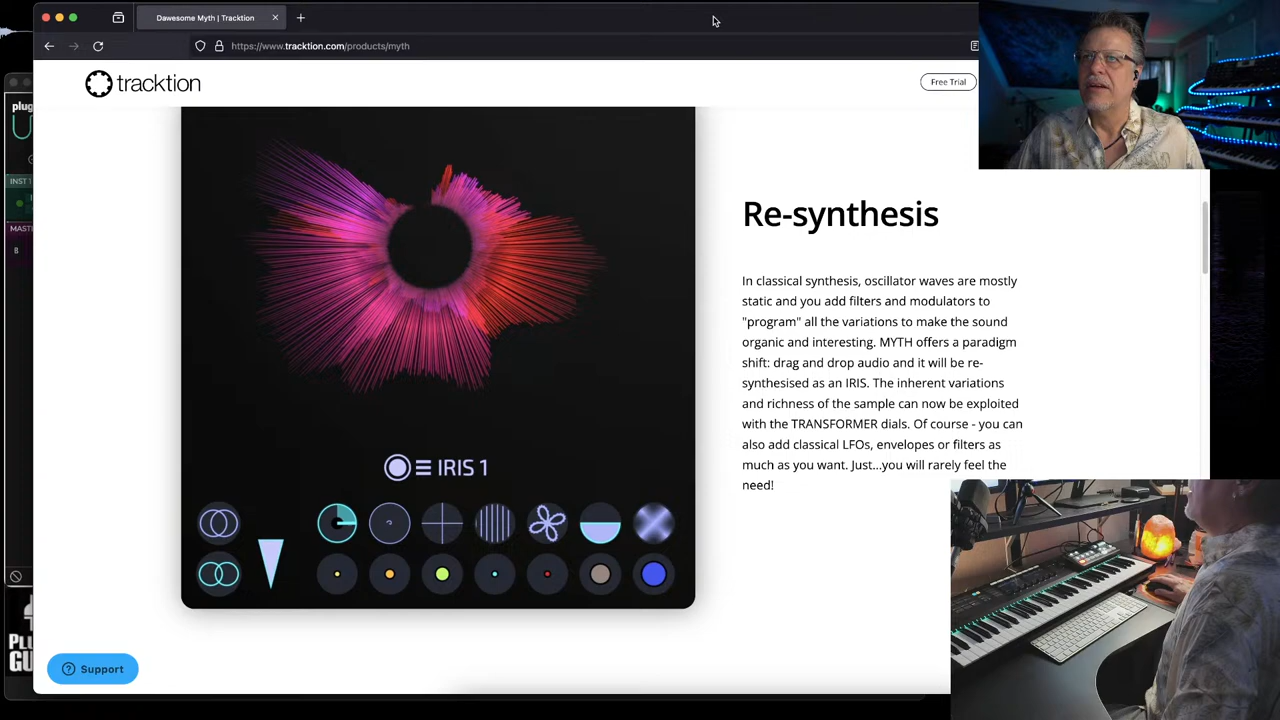 Dawesome Myth | Tracktion
https://www.tracktion.com/products/myth
tracktion
Free Trial
plug
INST 1
MAST
B
Re-synthesis
In classical synthesis, oscillator waves are mostly
static and you add filters and modulators to
"program" all the variations to make the sound
organic and interesting. MYTH offers a paradigm
shift: drag and drop audio and it will be re-
synthesised as an IRIS. The inherent variations
and richness of the sample can now be exploited
with the TRANSFORMER dials. Of course - you can
also add classical LFOs, envelopes or filters as
much as you want. Just...you will rarely feel the
need!
IRIS 1
Support